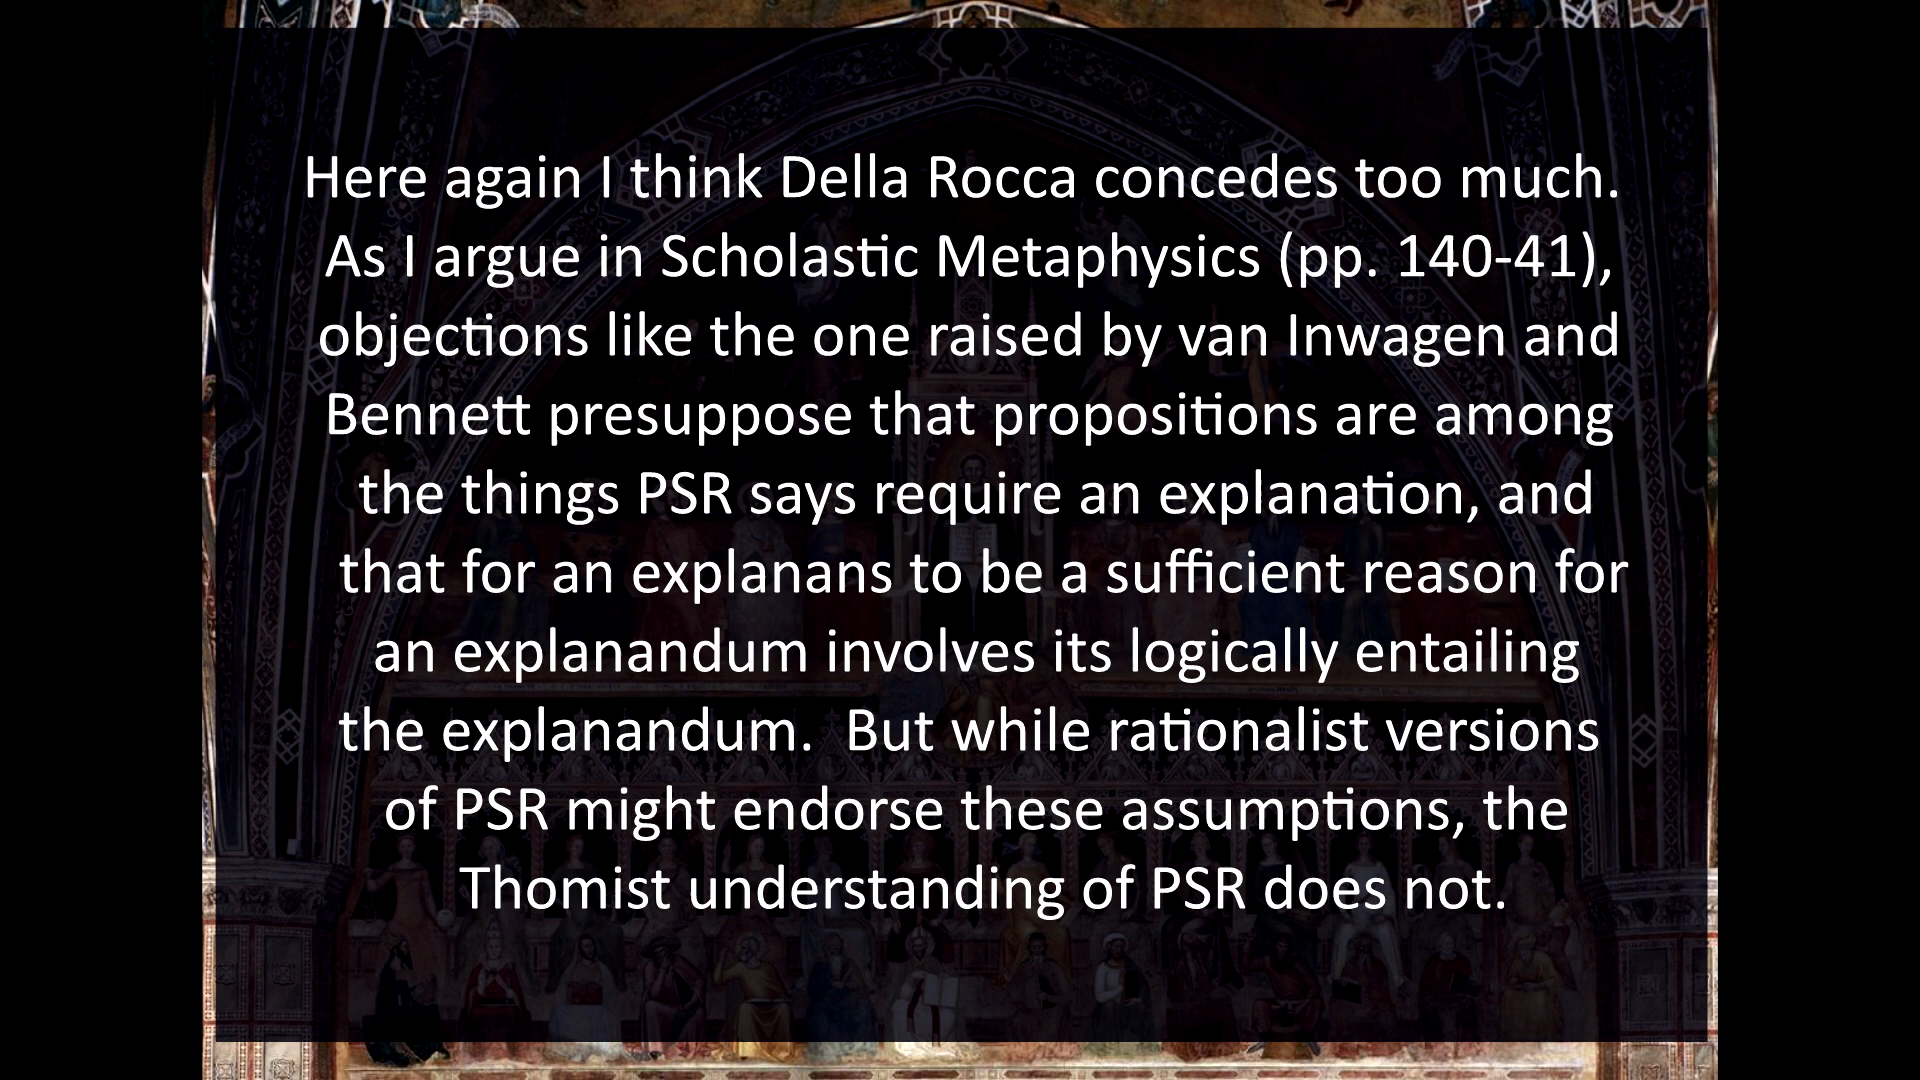 Here again I think Della Rocca concedes too much.
As I argue in Scholastic Metaphysics (pp. 140-41),
objections like the one raised by van Inwagen and
Bennett presuppose that propositions are among
the things PSR says require an explanation, and
that for an explanans to be a sufficient reason for
an explanandum involves its logically entailing
the explanandum.  But while rationalist versions
of PSR might endorse these assumptions, the
Thomist understanding of PSR does not.